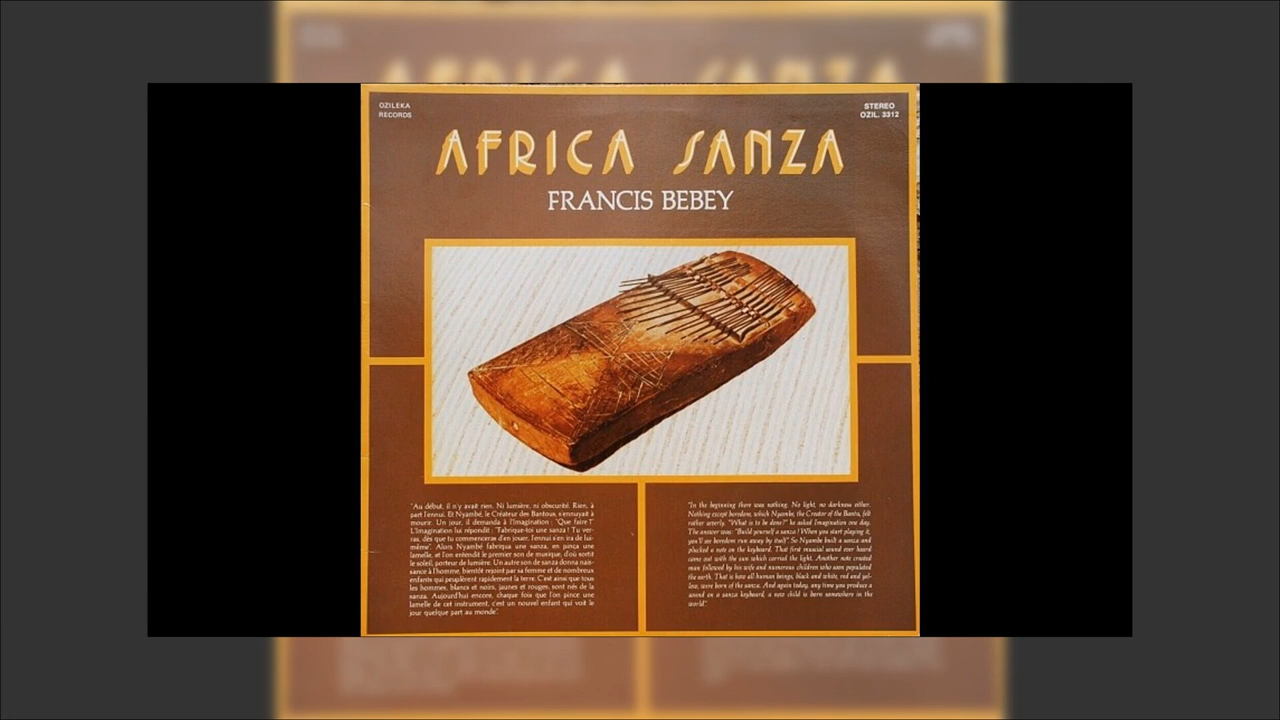 OZILEKA
RECORDS
STEREO
OZIL. 3312
AFRICA SANZA
FRANCIS BEBEY
"Au début, il n'y avait rien. Ni lumière, ni obscurité. Rien, à
part l'ennui. Et Nyambé, le Créateur des Bantous, s'ennuyait à
mourir. Un jour, il demanda à l'Imagination : "Que faire ?"
L'Imagination lui répondit : "Fabrique-toi une sanza ! Tu ver-
ras, dès que tu commenceras d'en jouer, l'ennui s'en ira de lui-
même". Alors Nyambé fabriqua une sanza, en pinça une
lamelle, et l'on entendit le premier son de musique, d'où sortit
le soleil, porteur de lumière. Un autre son de sanza donna nais-
sance à l'homme, bientôt rejoint par sa femme et de nombreux
enfants qui peuplèrent rapidement la terre. C'est ainsi que tous
les hommes, blancs et noirs, jaunes et rouges, sont nés de la
sanza. Aujourd'hui encore, chaque fois que l'on pince une
lamelle de cet instrument, c'est un nouvel enfant qui voit le
jour quelque part au monde".
"In the beginning there was nothing. No light, no darkness either.
Nothing except boredom, which Nyambe, the Creator of the Bantu, felt
rather utterly. "What is to be done?" he asked Imagination one day.
The answer was: "Build yourself a sanza ! When you start playing it,
you'll see boredom run away by itself". So Nyambe built a sanza and
plucked a note on the keyboard. That first musical sound ever heard
came out with the sun which carried the light. Another note created
man followed by his wife and numerous children who soon populated
the earth. That is how all human beings, black and white, red and yel-
low, were born of the sanza. And again today, any time you produce a
sound on a sanza keyboard, a new child is born somewhere in the
world".